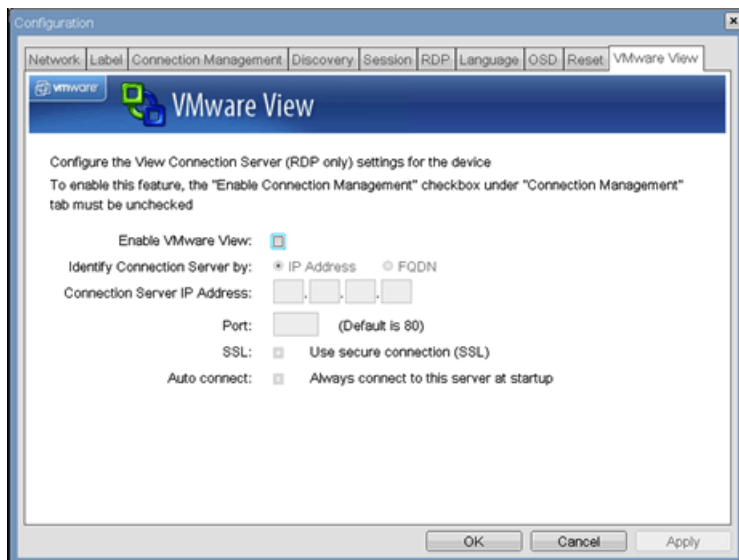 Configuration
Network Label Connection Management Discovery Session RDP Language OSD Reset VMware View
vmware
VMware View
Configure the View Connection Server (RDP only) settings for the device
To enable this feature, the "Enable Connection Management" checkbox under "Connection Management"
tab must be unchecked
Enable VMware View:
Identify Connection Server by: IP Address FQDN
Connection Server IP Address: . . .
Port: (Default is 80)
SSL: Use secure connection (SSL)
Auto connect: Always connect to this server at startup
OK Cancel Apply